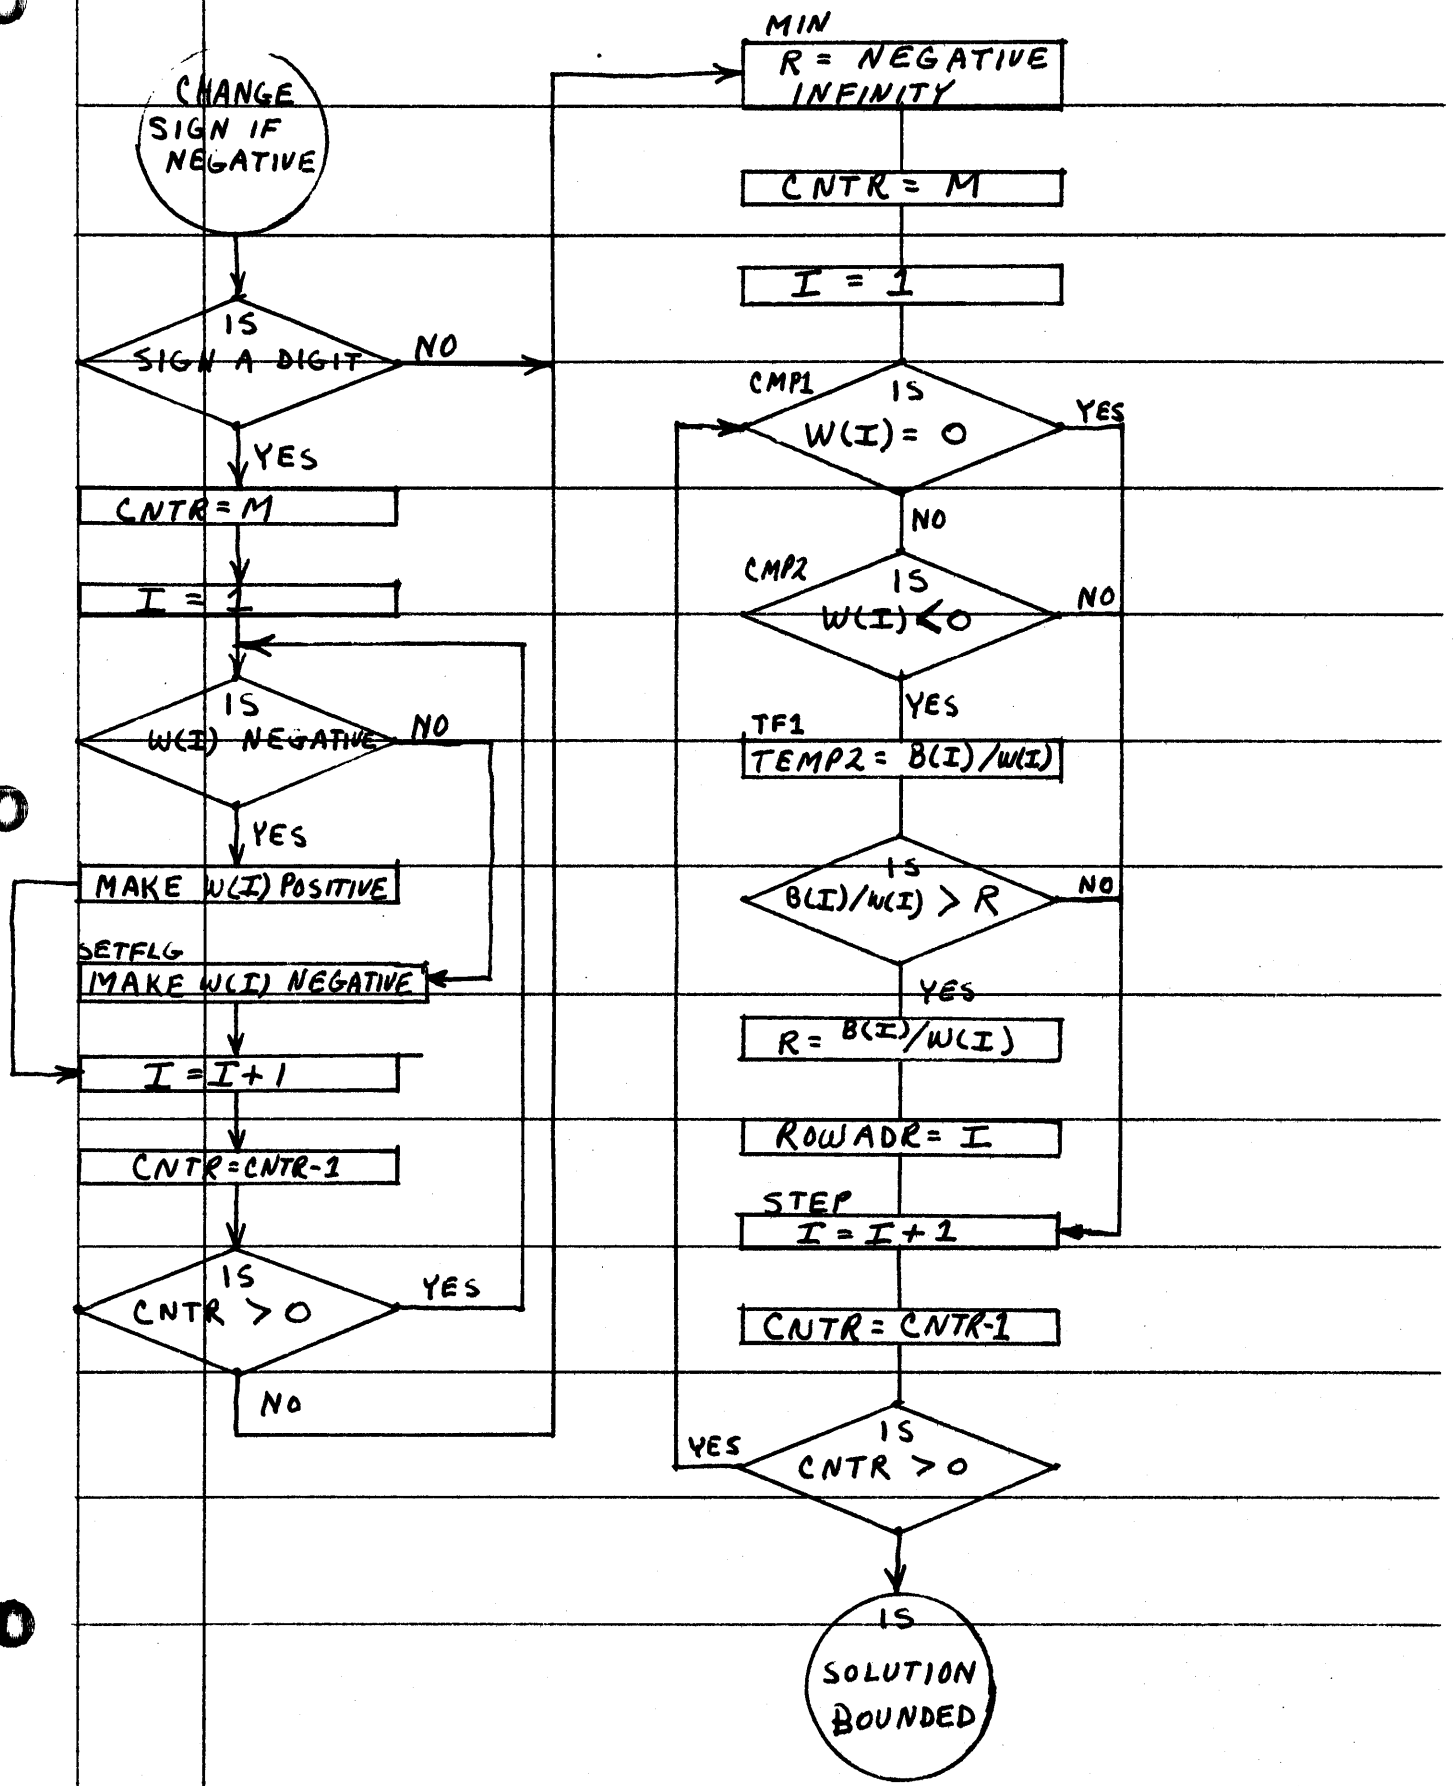 CHANGE
SIGN IF
NEGATIVE
IS
SIGN A DIGIT
NO
YES
CNTR = M
I = 1
IS
W(I) NEGATIVE
NO
YES
MAKE W(I) POSITIVE
SETFLG
MAKE W(I) NEGATIVE
I = I + 1
CNTR = CNTR-1
IS
CNTR > 0
YES
NO
MIN
R = NEGATIVE
INFINITY
CNTR = M
I = 1
CMP1
IS
W(I) = 0
YES
NO
CMP2
IS
W(I) < 0
NO
YES
TF1
TEMP2 = B(I)/W(I)
IS
B(I)/W(I) > R
NO
YES
R = B(I)/W(I)
ROWADR = I
STEP
I = I + 1
CNTR = CNTR-1
IS
CNTR > 0
YES
IS
SOLUTION
BOUNDED